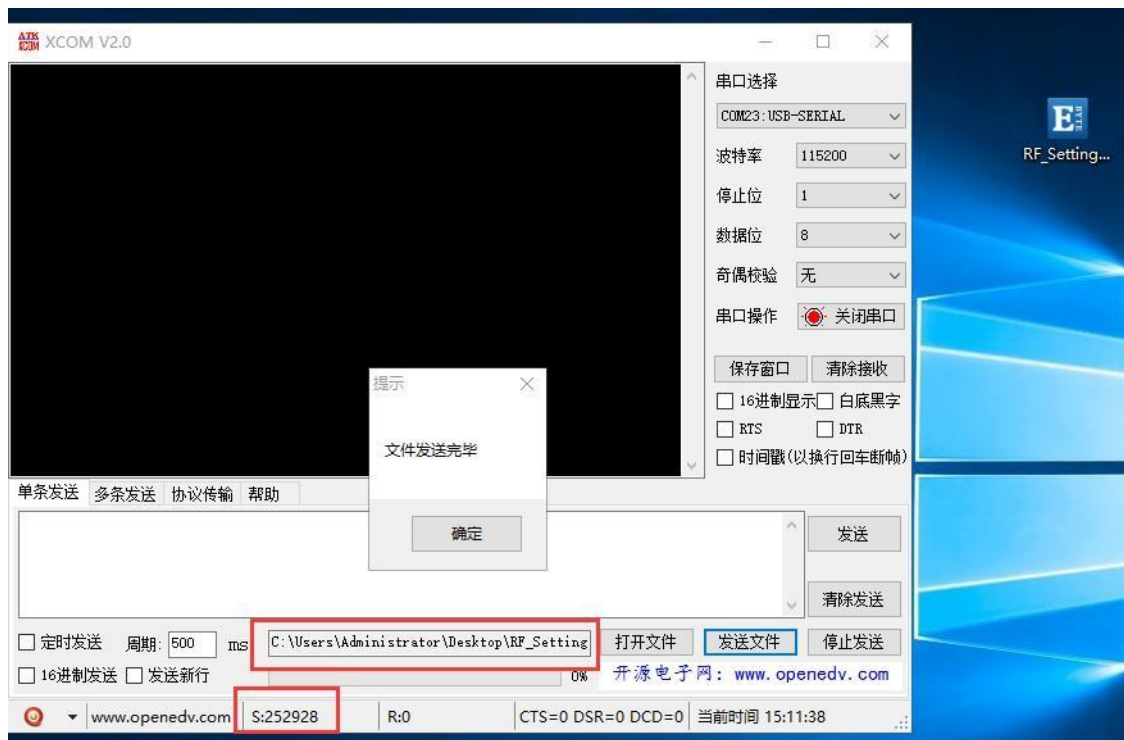 ATK XCOM XCOM V2.0
串口选择
COM23:USB-SERIAL
波特率 115200
停止位 1
数据位 8
奇偶校验 无
串口操作 关闭串口
保存窗口 清除接收
16进制显示 白底黑字
RTS DTR
时间戳(以换行回车断帧)
E BYTE
RF_Setting...
提示
文件发送完毕
确定
单条发送 多条发送 协议传输 帮助
发送
清除发送
定时发送 周期: 500 ms C:\Users\Administrator\Desktop\RF_Setting 打开文件 发送文件 停止发送
16进制发送 发送新行 0% 开源电子网: www.openedv.com
www.openedv.com S:252928 R:0 CTS=0 DSR=0 DCD=0 当前时间 15:11:38